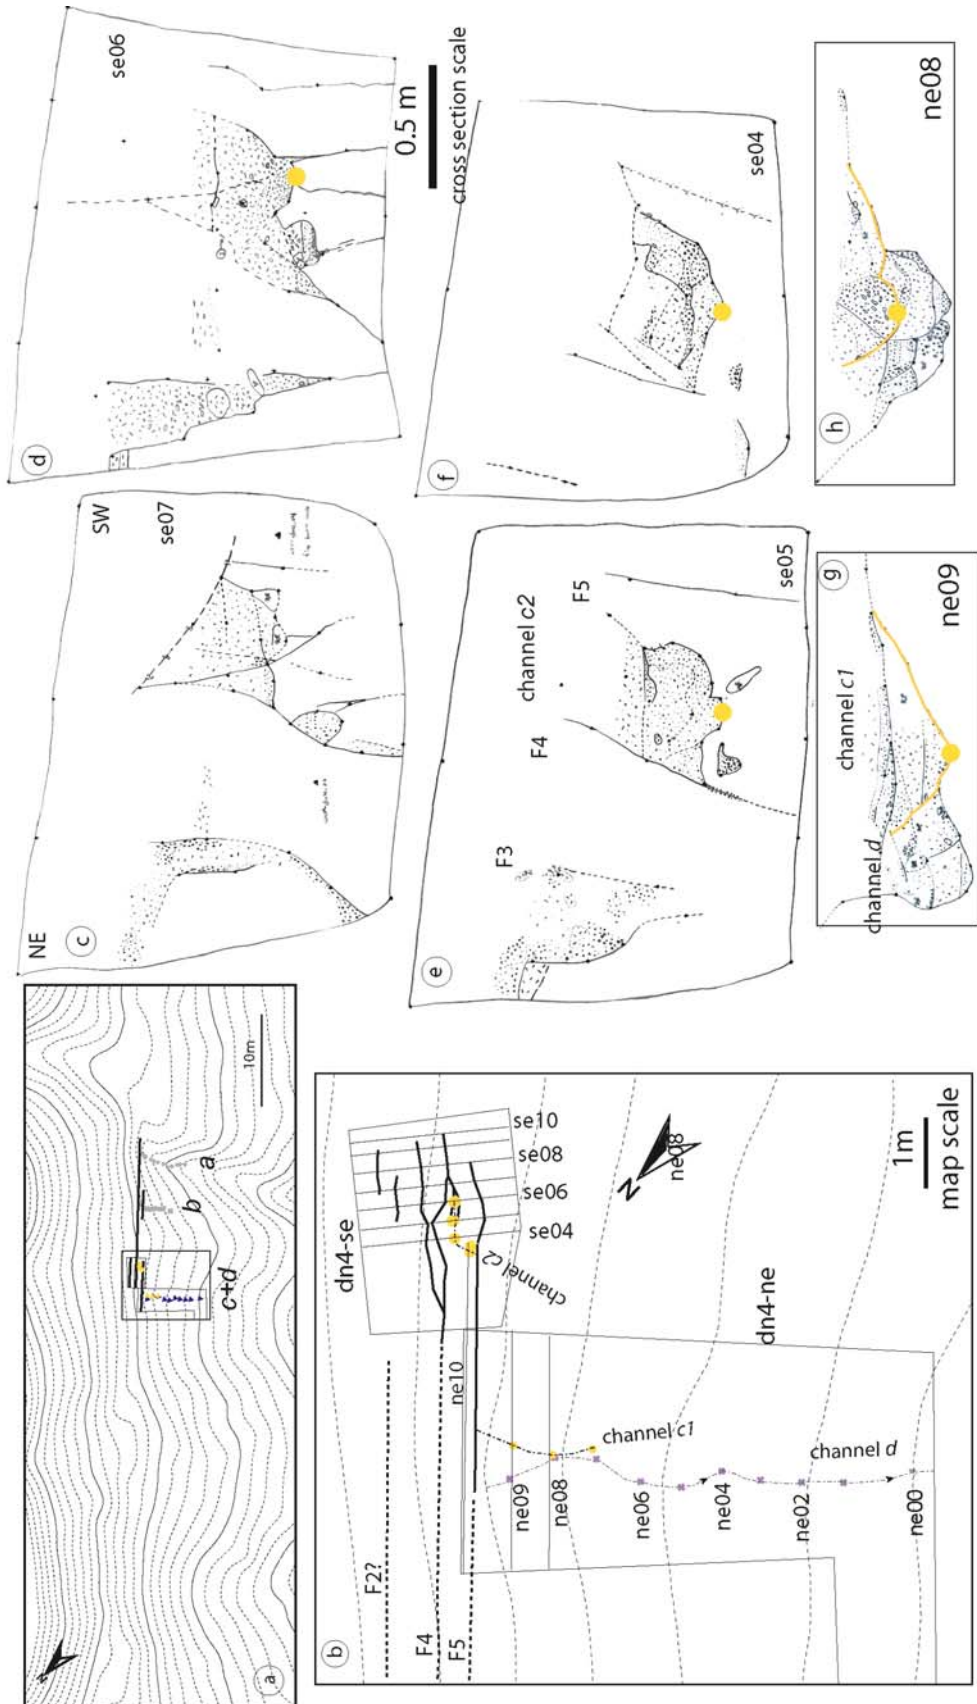 a
10m
a
b
c+d
b
dn4-se
se10
se08
se06
se04
channel c2
ne10
F2?
F4
F5
N
ne08
dn4-ne
ne09
ne08
channel c1
ne06
ne04
channel d
ne02
ne00
1m
map scale
NE
c
SW
se07
d
se06
0.5 m
cross section scale
e
F3
F4
channel c2
F5
se05
f
se04
g
channel d
channel c1
ne09
h
ne08